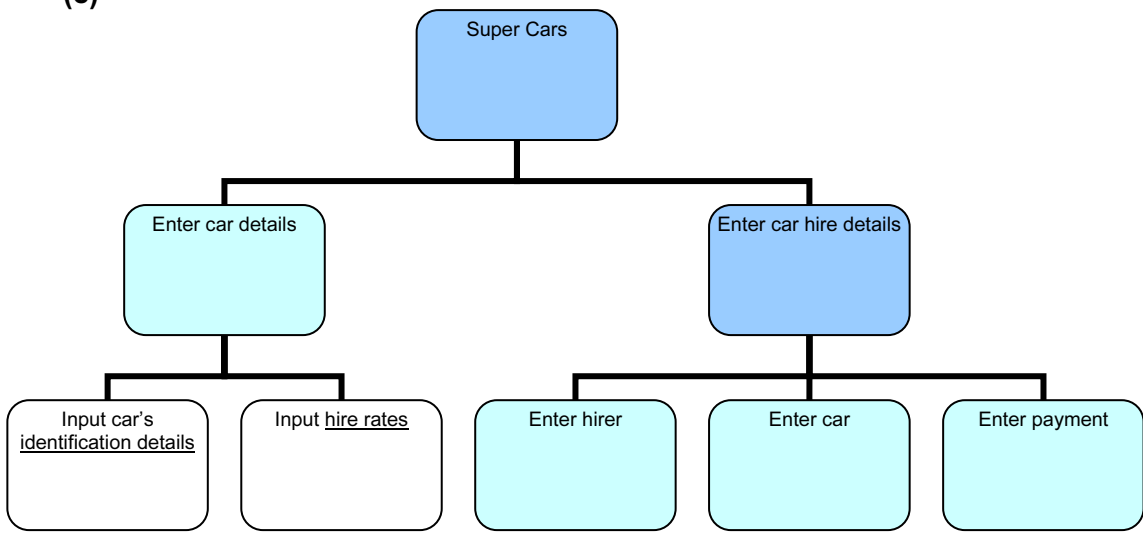 Super Cars
Enter car details
Enter car hire details
Input car's
identification details
Input hire rates
Enter hirer
Enter car
Enter payment